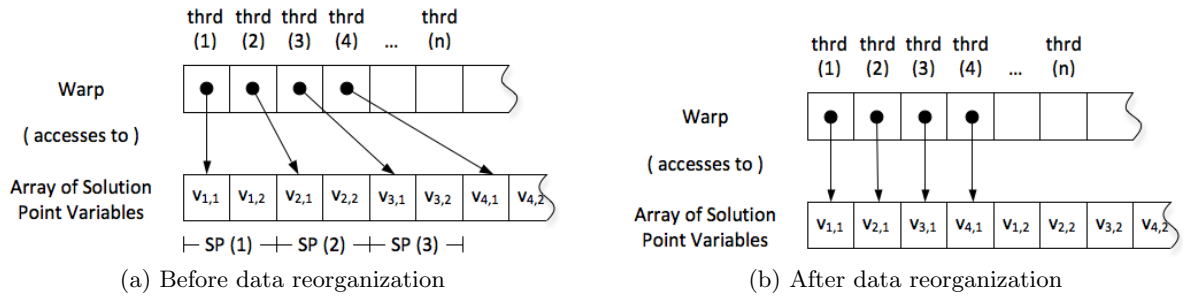 thrd thrd thrd thrd thrd
(1) (2) (3) (4) ... (n)
Warp
( accesses to )
Array of Solution
Point Variables
v1,1 v1,2 v2,1 v2,2 v3,1 v3,2 v4,1 v4,2
SP (1) SP (2) SP (3)
(a) Before data reorganization
thrd thrd thrd thrd thrd
(1) (2) (3) (4) ... (n)
Warp
( accesses to )
Array of Solution
Point Variables
v1,1 v2,1 v3,1 v4,1 v1,2 v2,2 v3,2 v4,2
(b) After data reorganization